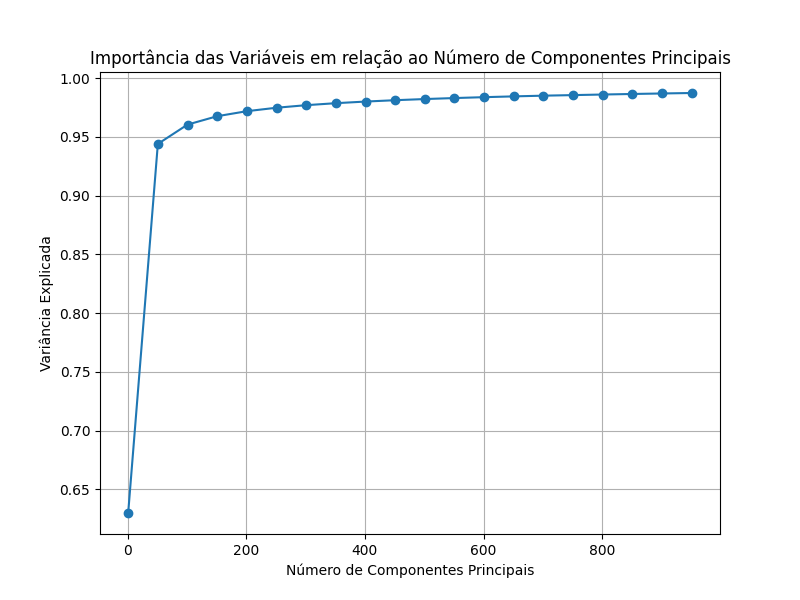 Importância das Variáveis em relação ao Número de Componentes Principais
1.00
0.95
0.90
0.85
0.80
0.75
0.70
0.65
Variância Explicada
0 200 400 600 800
Número de Componentes Principais